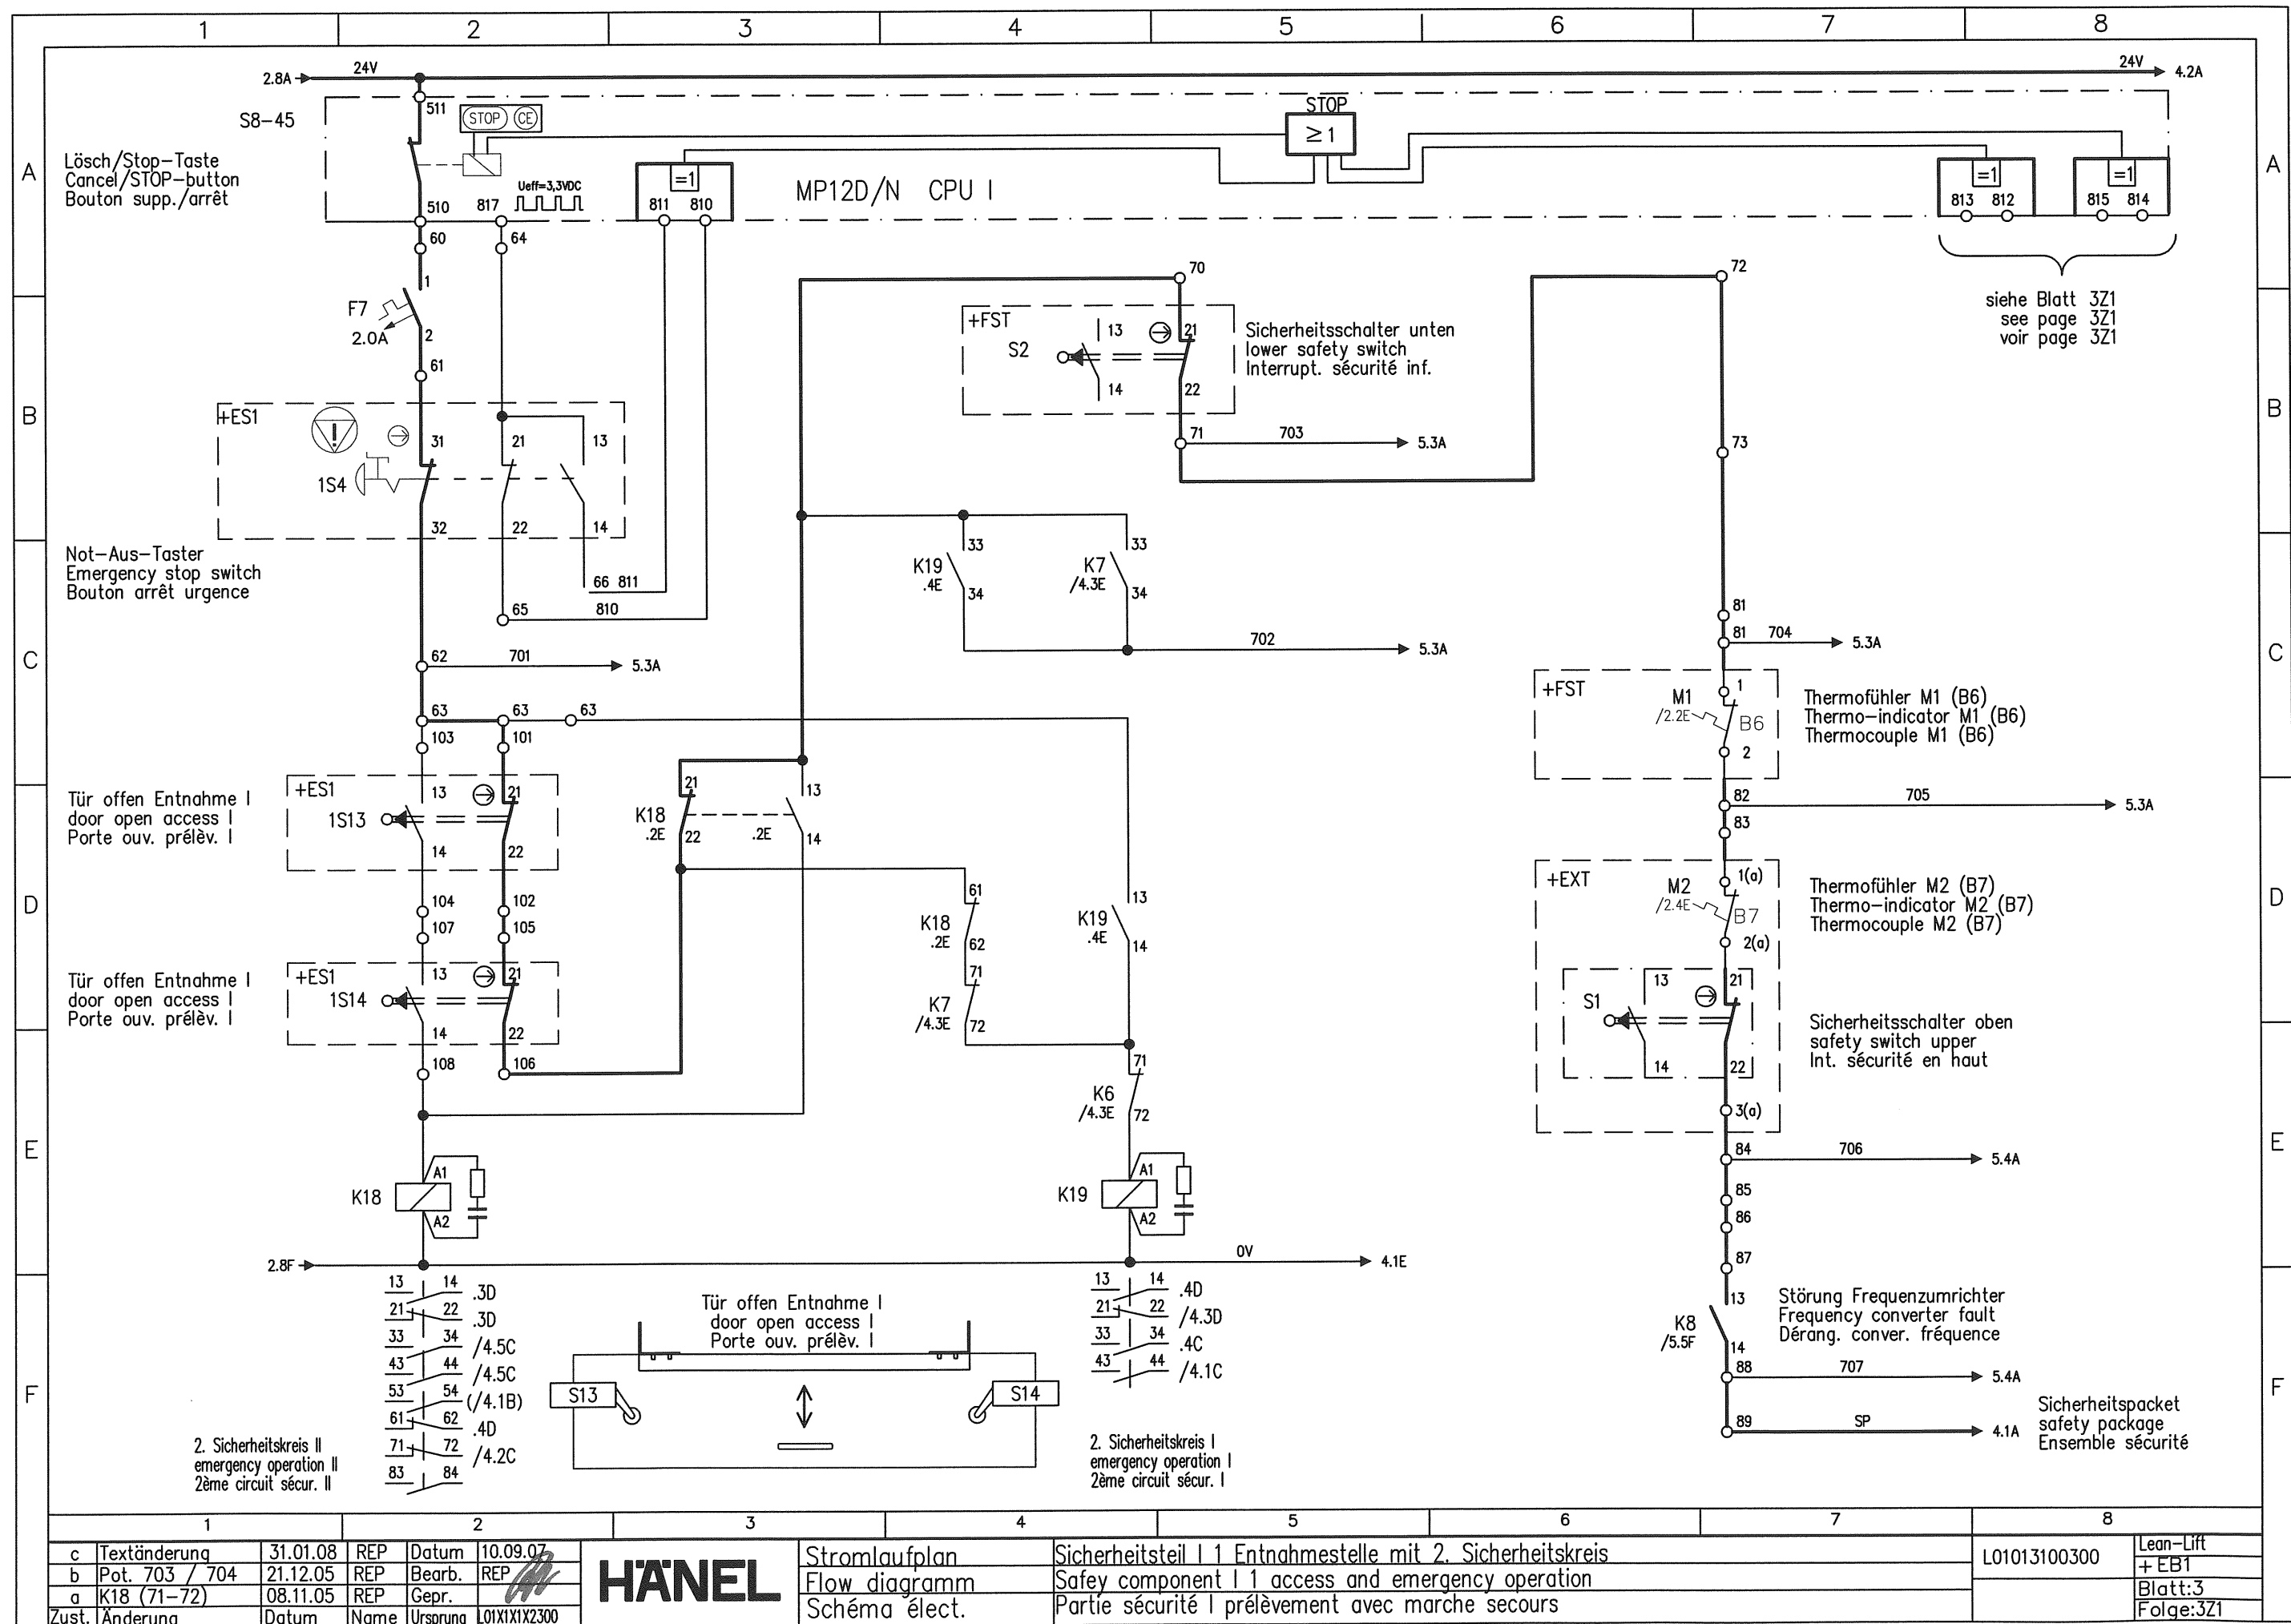 1 2 3 4 5 6 7 8
2.8A 24V 24V 4.2A
S8-45
511
STOP CE
STOP
≥1
A
Lösch/Stop-Taste
Cancel/STOP-button
Bouton supp./arrêt
Ueff=3,3VDC
=1
MP12D/N CPU I
=1
=1
A
510 817 811 810
813 812 815 814
60 64
siehe Blatt 3Z1
see page 3Z1
voir page 3Z1
F7
2.0A
1
2
61
70
72
+FST
S2
13 21
14 22
Sicherheitsschalter unten
lower safety switch
Interrupt. sécurité inf.
B
+ES1
!
1S4
31 21 13
32 22 14
71 703 5.3A
73
B
Not-Aus-Taster
Emergency stop switch
Bouton arrêt urgence
66 811
65 810
K19
.4E
33
34
K7
/4.3E
33
34
702 5.3A
C
62 701 5.3A
81
81 704 5.3A
C
63 63 63
103 101
+FST
M1
/2.2E
1
B6
2
Thermofühler M1 (B6)
Thermo-indicator M1 (B6)
Thermocouple M1 (B6)
Tür offen Entnahme I
door open access I
Porte ouv. prélèv. I
+ES1
1S13
13 21
14 22
K18
.2E
21
22
.2E
13
14
82 705 5.3A
83
D
104 102
107 105
K18
.2E
61
62
K19
.4E
13
14
+EXT
M2
/2.4E
1(a)
B7
2(a)
Thermofühler M2 (B7)
Thermo-indicator M2 (B7)
Thermocouple M2 (B7)
D
Tür offen Entnahme I
door open access I
Porte ouv. prélèv. I
+ES1
1S14
13 21
14 22
K7
/4.3E
71
72
S1
13 21
14 22
Sicherheitsschalter oben
safety switch upper
Int. sécurité en haut
108 106
K6
/4.3E
71
72
3(a)
E
84 706 5.4A
E
K18
A1
A2
K19
A1
A2
85
86
87
2.8F 0V 4.1E
13 14 .3D
21 22 .3D
33 34 /4.5C
43 44 /4.5C
53 54 (/4.1B)
61 62 .4D
71 72 /4.2C
83 84
Tür offen Entnahme I
door open access I
Porte ouv. prélèv. I
S13 S14
13 14 .4D
21 22 /4.3D
33 34 .4C
43 44 /4.1C
K8
/5.5F
13
14
Störung Frequenzumrichter
Frequency converter fault
Dérang. conver. fréquence
F
88 707 5.4A
F
89 SP 4.1A
Sicherheitspacket
safety package
Ensemble sécurité
2. Sicherheitskreis II
emergency operation II
2ème circuit sécur. II
2. Sicherheitskreis I
emergency operation I
2ème circuit sécur. I
1 2 3 4 5 6 7 8
c Textänderung 31.01.08 REP Datum 10.09.07
b Pot. 703 / 704 21.12.05 REP Bearb. REP
a K18 (71-72) 08.11.05 REP Gepr.
Zust. Änderung Datum Name Ursprung L01X1X1X2300
HÄNEL
Stromlaufplan
Flow diagramm
Schéma élect.
Sicherheitsteil I 1 Entnahmestelle mit 2. Sicherheitskreis
Safey component I 1 access and emergency operation
Partie sécurité I prélèvement avec marche secours
L01013100300
Lean-Lift
+EB1
Blatt:3
Folge:3Z1